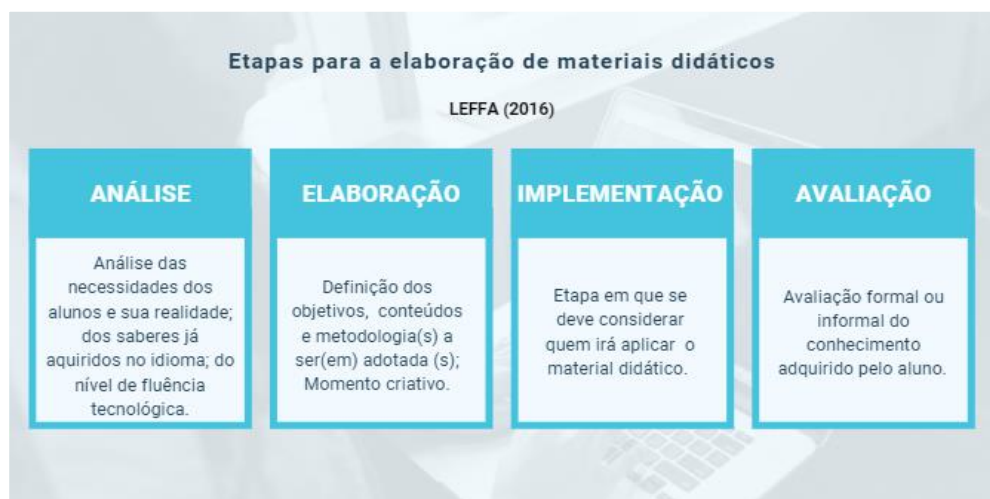 Etapas para a elaboração de materiais didáticos
LEFFA (2016)
ANÁLISE
Análise das
necessidades dos
alunos e sua realidade;
dos saberes já
aquiridos no idioma; do
nível de fluência
tecnológica.
ELABORAÇÃO
Definição dos
objetivos, conteúdos
e metodologia(s) a
ser(em) adotada (s);
Momento criativo.
IMPLEMENTAÇÃO
Etapa em que se
deve considerar
quem irá aplicar o
material didático.
AVALIAÇÃO
Avaliação formal ou
informal do
conhecimento
adquirido pelo aluno.